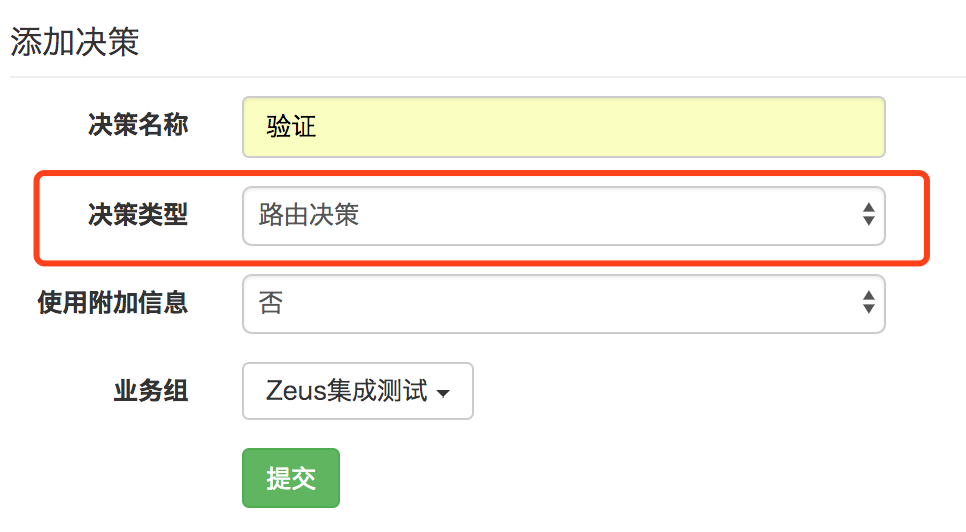 添加决策
决策名称 验证
决策类型 路由决策
使用附加信息 否
业务组 Zeus集成测试
提交